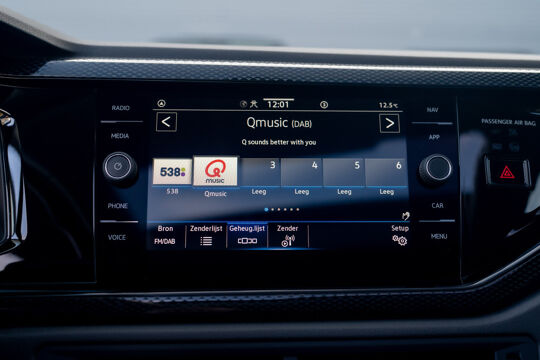 RADIO
MEDIA
PHONE
VOICE
12:01
12.5°C
Qmusic (DAB)
Q sounds better with you
538
music
3
4
5
6
538
Qmusic
Leeg
Leeg
Leeg
Leeg
Bron
Zenderlijst
Geheug.lijst
Zender
Setup
FM/DAB
NAV
APP
CAR
MENU
PASSENGER AIR BAG